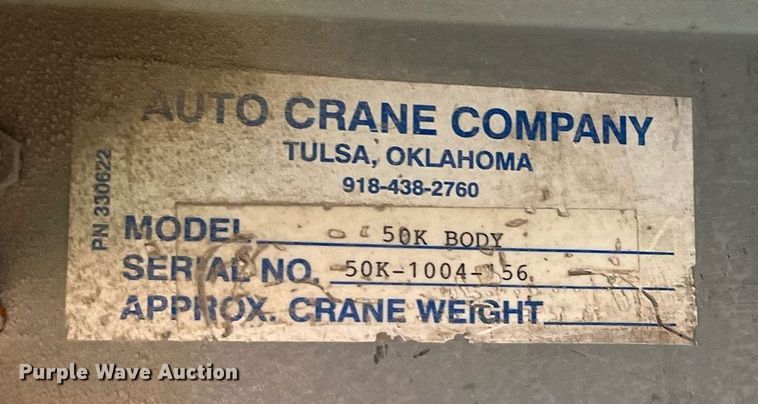 AUTO CRANE COMPANY
TULSA, OKLAHOMA
918-438-2760
PN 330622
MODEL 50K BODY
SERIAL NO. 50K-1004- 56
APPROX. CRANE WEIGHT
Purple Wave Auction